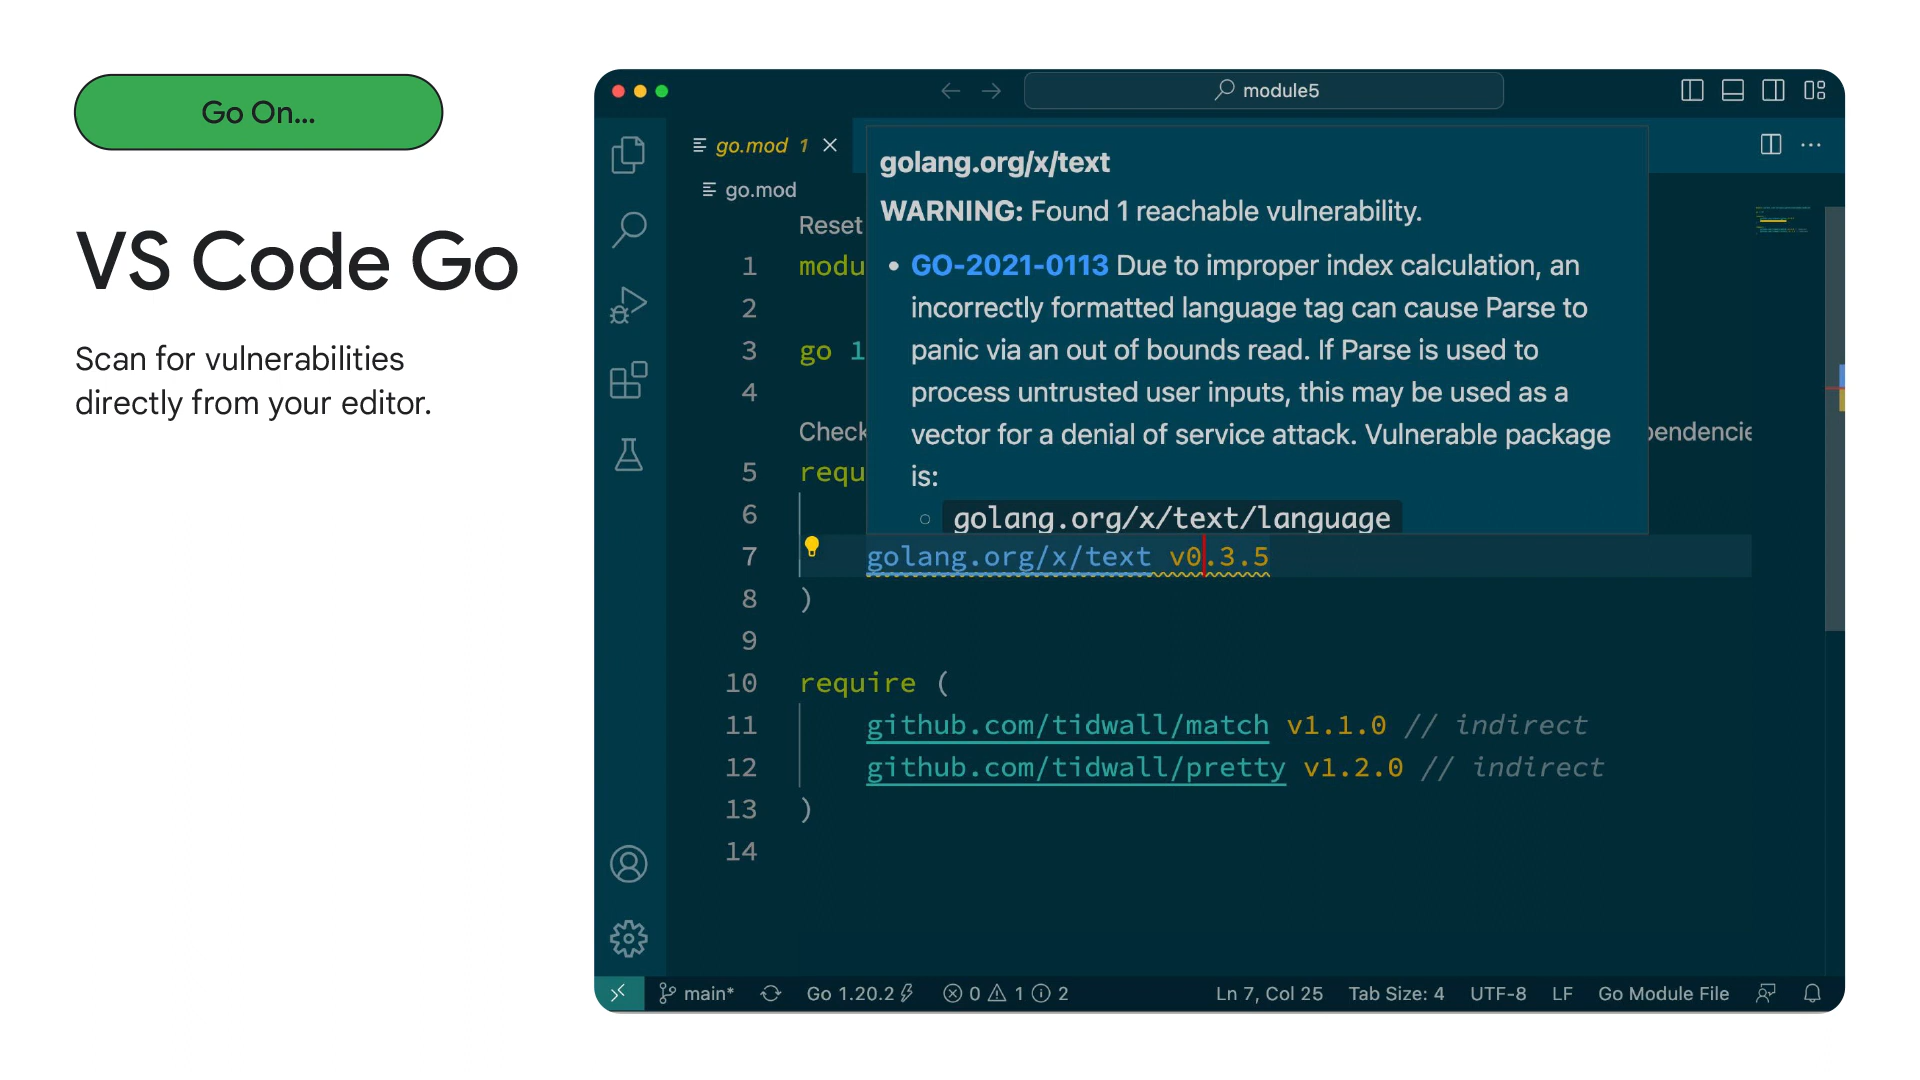 Go On...
VS Code Go
Scan for vulnerabilities
directly from your editor.
module5
go.mod 1
go.mod
golang.org/x/text
WARNING: Found 1 reachable vulnerability.
• GO-2021-0113 Due to improper index calculation, an
incorrectly formatted language tag can cause Parse to
panic via an out of bounds read. If Parse is used to
process untrusted user inputs, this may be used as a
vector for a denial of service attack. Vulnerable package
is:
golang.org/x/text/language
Reset
1 modu
2
3 go 1
4
Check pendencie
5 requ
6
7 golang.org/x/text v0.3.5
8 )
9
10 require (
11 github.com/tidwall/match v1.1.0 // indirect
12 github.com/tidwall/pretty v1.2.0 // indirect
13 )
14
main* Go 1.20.2 0 1 2 Ln 7, Col 25 Tab Size: 4 UTF-8 LF Go Module File